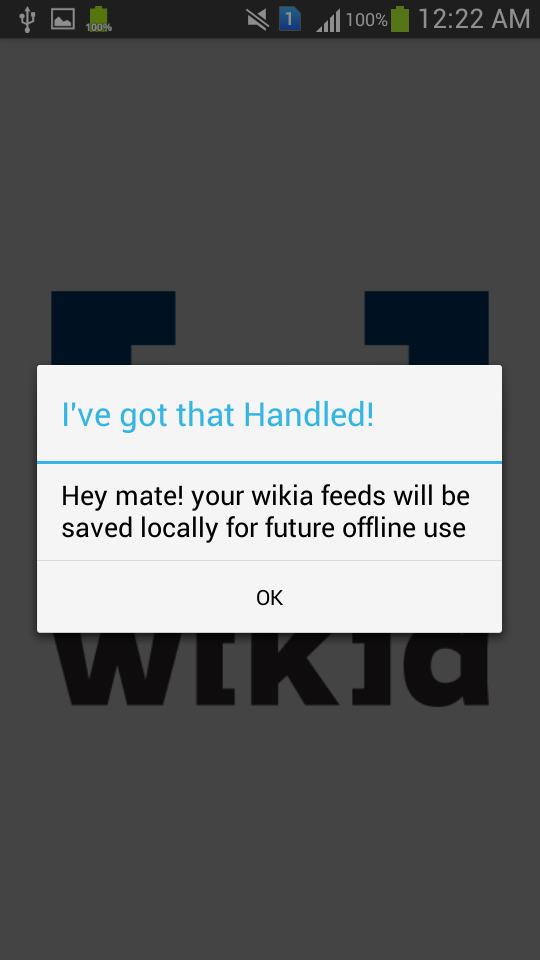 100% 1 100% 12:22 AM
I've got that Handled!
Hey mate! your wikia feeds will be
saved locally for future offline use
OK
wikia